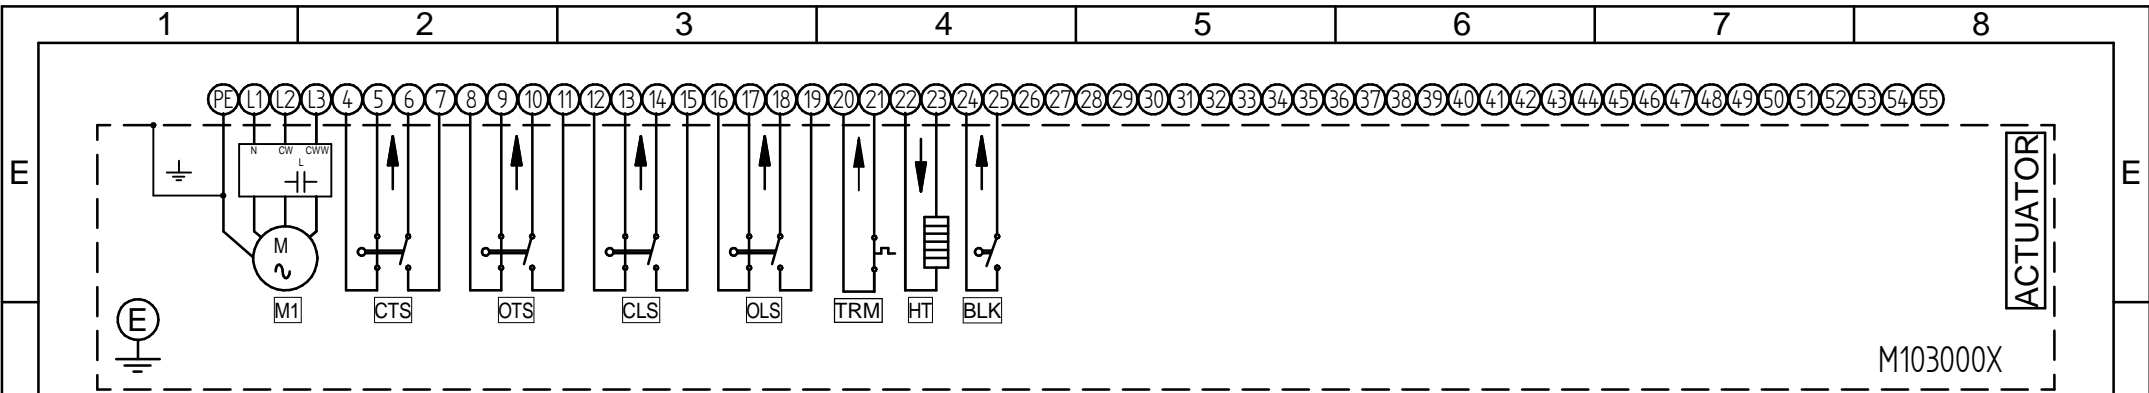 1 2 3 4 5 6 7 8
PE L1 L2 L3 4 5 6 7 8 9 10 11 12 13 14 15 16 17 18 19 20 21 22 23 24 25 26 27 28 29 30 31 32 33 34 35 36 37 38 39 40 41 42 43 44 45 46 47 48 49 50 51 52 53 54 55
N CW CWW
L
E E
ACTUATOR
M
M1 CTS OTS CLS OLS TRM HT BLK
E
M103000X